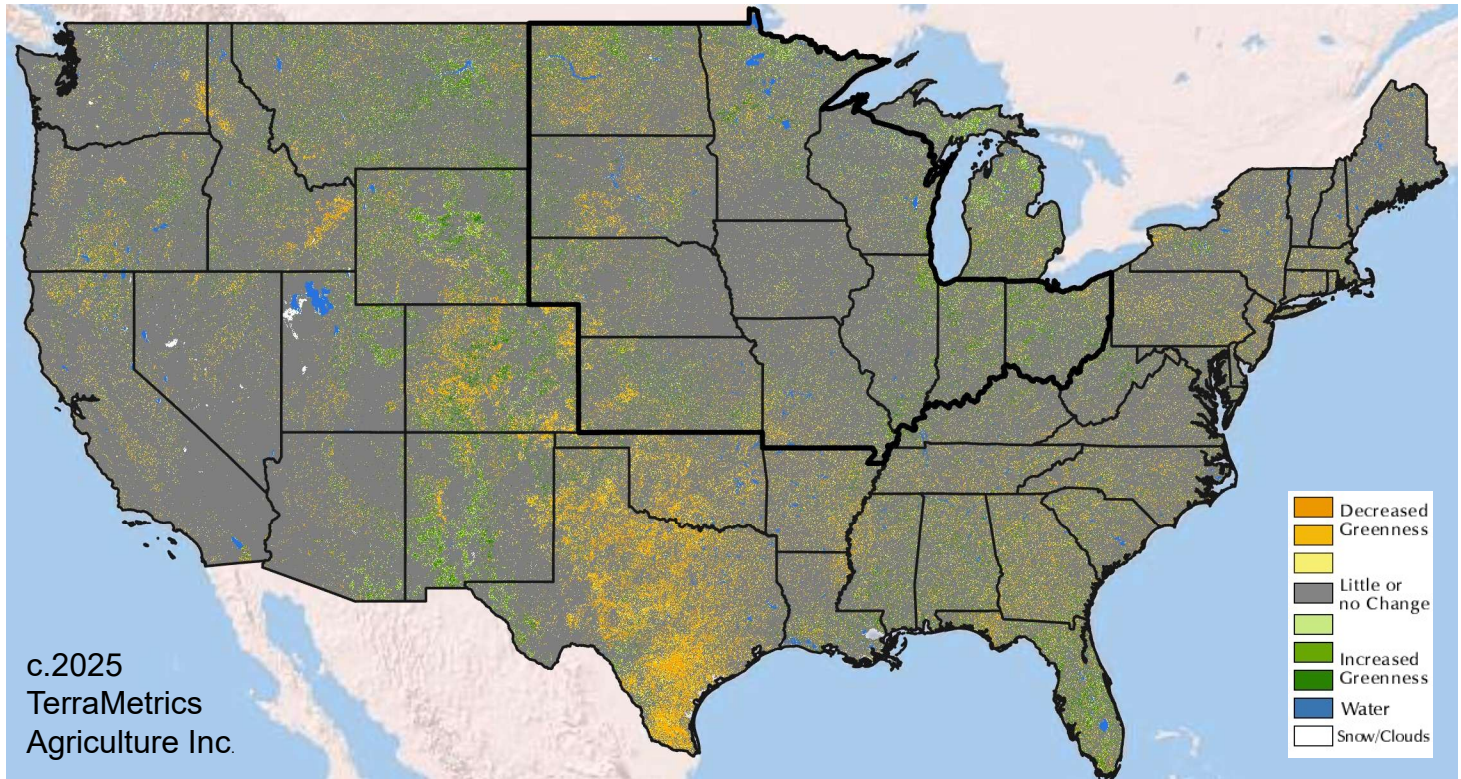 Decreased
Greenness
Little or
no Change
Increased
Greenness
Water
Snow/Clouds
c.2025
TerraMetrics
Agriculture Inc.